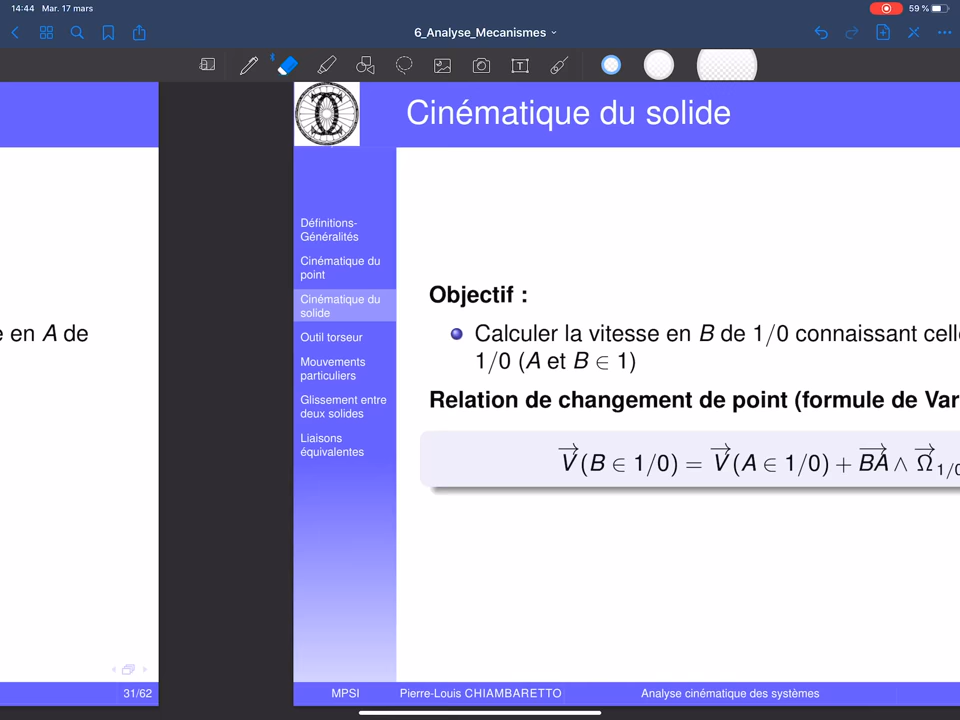 14:44 Mar. 17 mars
59 %
6_Analyse_Mecanismes
Cinématique du solide
Définitions-
Généralités
Cinématique du
point
Cinématique du
solide
Outil torseur
Mouvements
particuliers
Glissement entre
deux solides
Liaisons
équivalentes
e en A de
Objectif :
Calculer la vitesse en B de 1/0 connaissant cell
1/0 (A et B ∈ 1)
Relation de changement de point (formule de Var
V⃗(B ∈ 1/0) = V⃗(A ∈ 1/0) + BA⃗ ∧ Ω⃗1/0
31/62
MPSI
Pierre-Louis CHIAMBARETTO
Analyse cinématique des systèmes